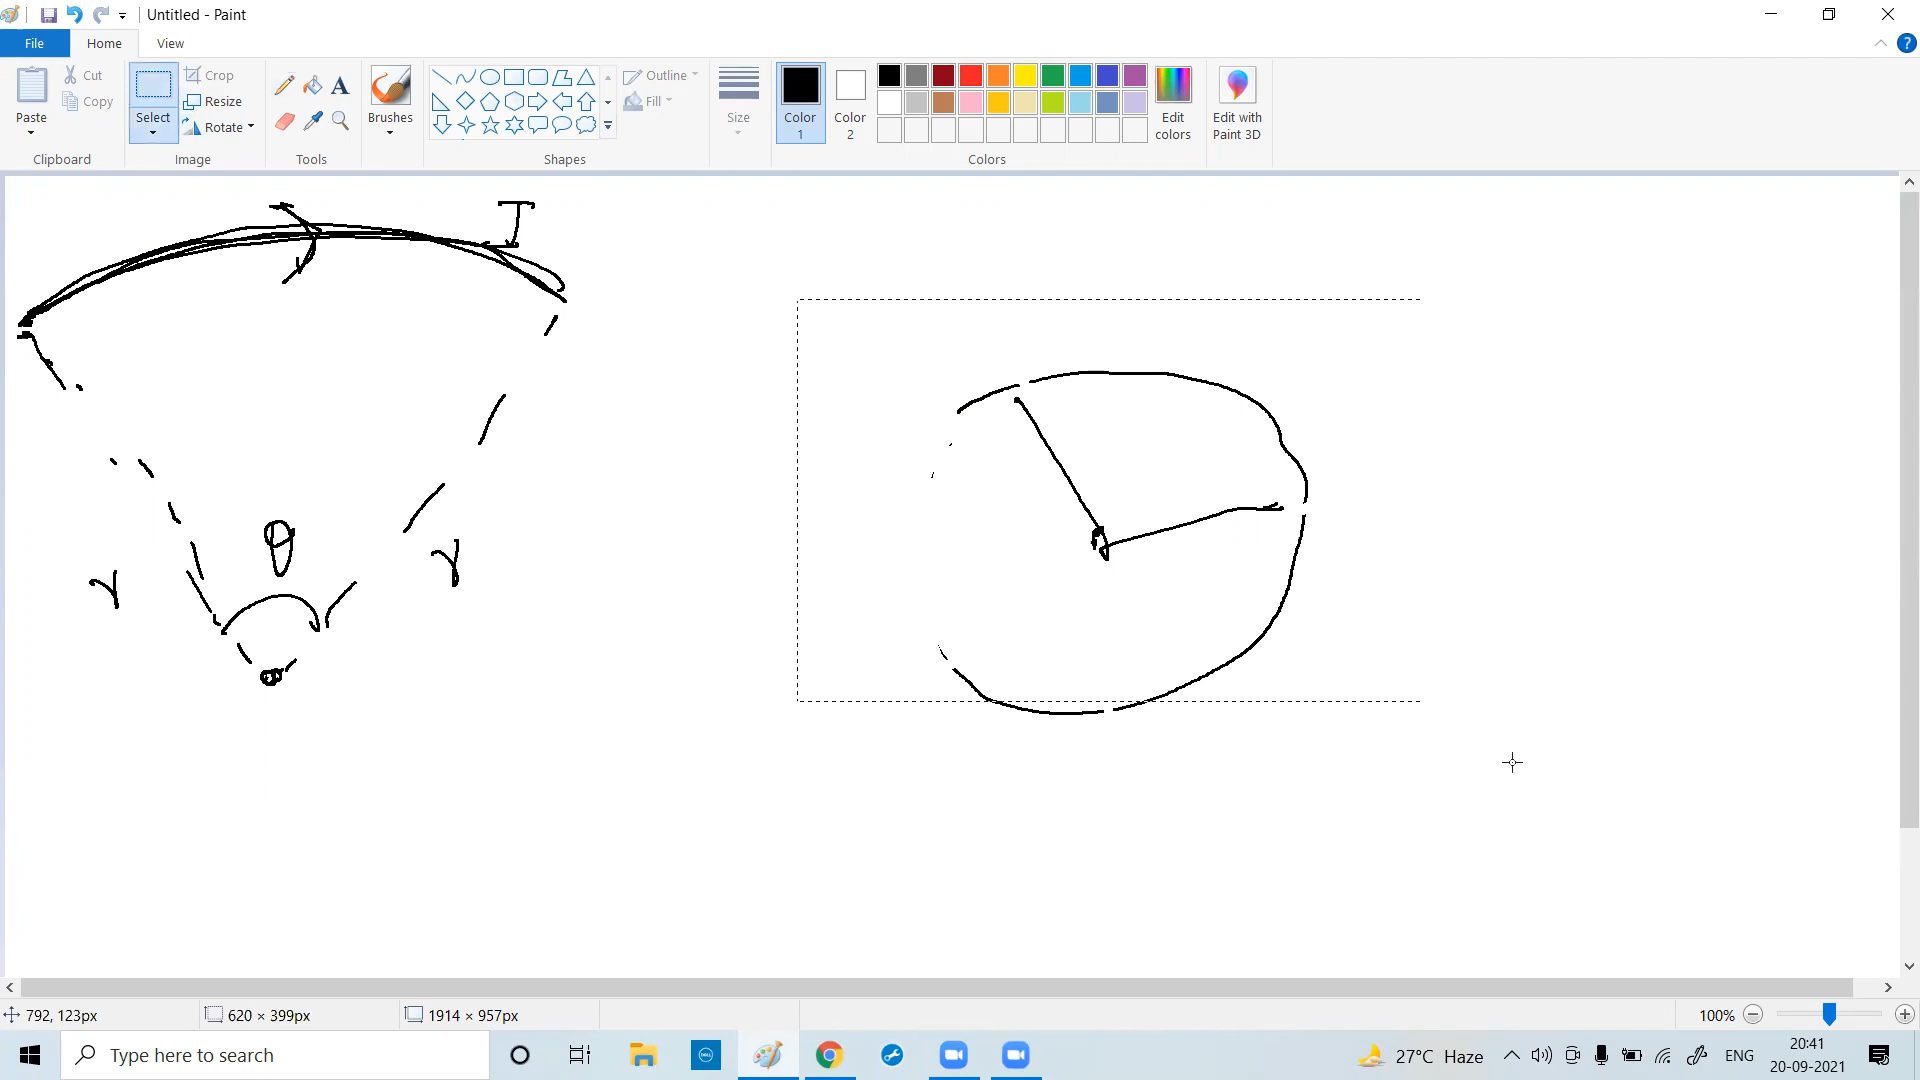 Untitled - Paint
File Home View
Paste
Cut
Copy
Clipboard
Select
Crop
Resize
Rotate
Image
A
Tools
Brushes
Outline
Fill
Shapes
Size
Color 1
Color 2
Edit colors
Colors
Edit with Paint 3D
I
θ
r
r
792, 123px
620 × 399px
1914 × 957px
100%
Type here to search
27°C Haze
ENG
20:41
20-09-2021